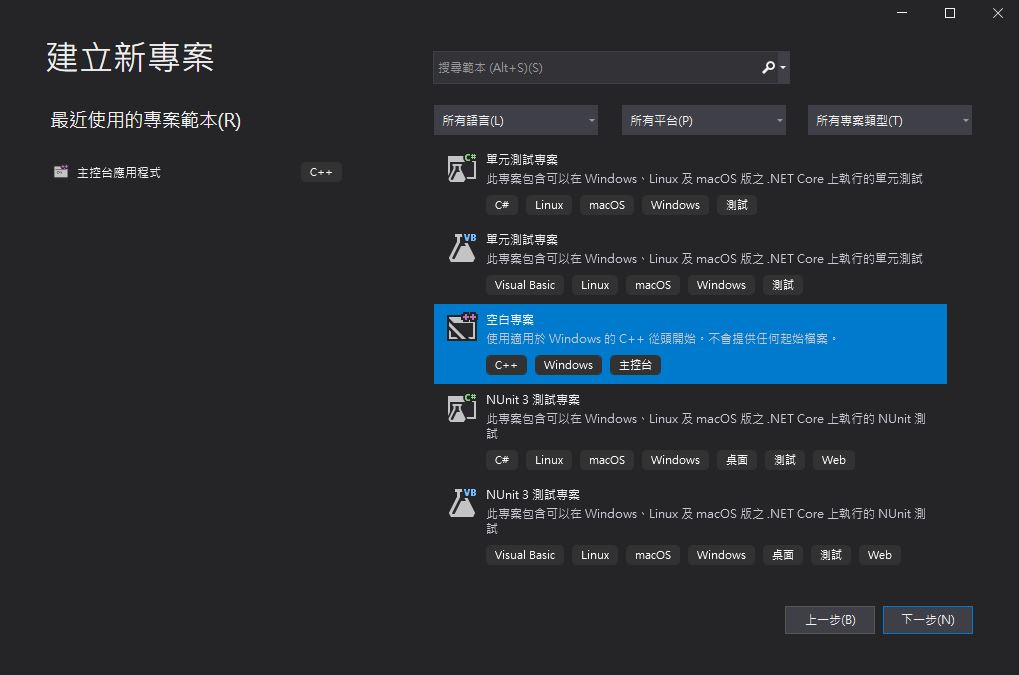 建立新專案
搜尋範本 (Alt+S)(S)
最近使用的專案範本(R)
所有語言(L)
所有平台(P)
所有專案類型(T)
主控台應用程式
C++
C#
單元測試專案
此專案包含可以在 Windows、Linux 及 macOS 版之 .NET Core 上執行的單元測試
C# Linux macOS Windows 測試
VB
單元測試專案
此專案包含可以在 Windows、Linux 及 macOS 版之 .NET Core 上執行的單元測試
Visual Basic Linux macOS Windows 測試
++
空白專案
使用適用於 Windows 的 C++ 從頭開始。不會提供任何起始檔案。
C++ Windows 主控台
C#
NUnit 3 測試專案
此專案包含可以在 Windows、Linux 及 macOS 版之 .NET Core 上執行的 NUnit 測
試
C# Linux macOS Windows 桌面 測試 Web
VB
NUnit 3 測試專案
此專案包含可以在 Windows、Linux 及 macOS 版之 .NET Core 上執行的 NUnit 測
試
Visual Basic Linux macOS Windows 桌面 測試 Web
上一步(B)
下一步(N)